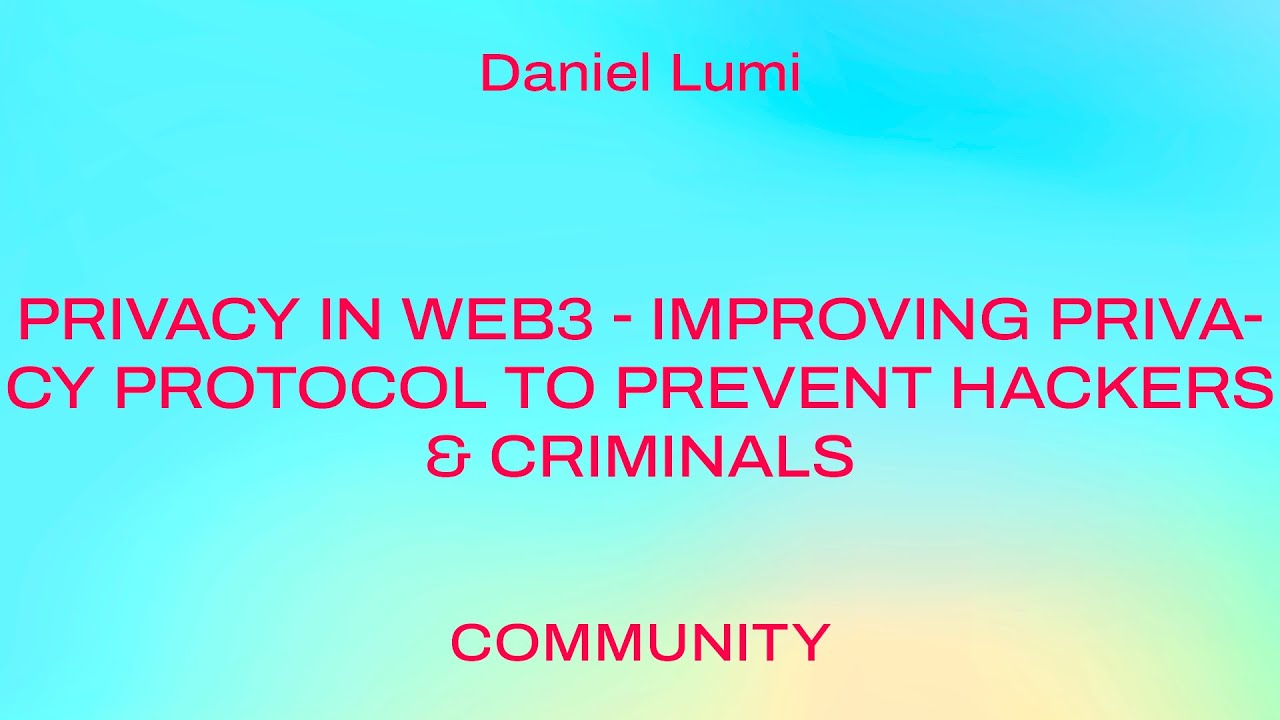 Daniel Lumi
PRIVACY IN WEB3 - IMPROVING PRIVA-
CY PROTOCOL TO PREVENT HACKERS
& CRIMINALS
COMMUNITY